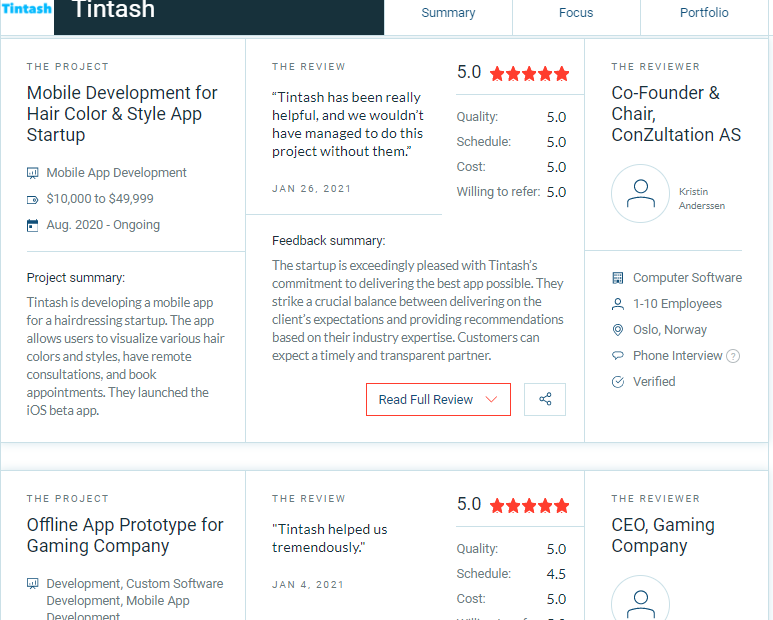 Tintash
Tintash
Summary
Focus
Portfolio
THE PROJECT
Mobile Development for
Hair Color & Style App
Startup
Mobile App Development
$10,000 to $49,999
Aug. 2020 - Ongoing
Project summary:
Tintash is developing a mobile app
for a hairdressing startup. The app
allows users to visualize various hair
colors and styles, have remote
consultations, and book
appointments. They launched the
iOS beta app.
THE REVIEW
“Tintash has been really
helpful, and we wouldn’t
have managed to do this
project without them.”
JAN 26, 2021
5.0
Quality: 5.0
Schedule: 5.0
Cost: 5.0
Willing to refer: 5.0
Feedback summary:
The startup is exceedingly pleased with Tintash’s
commitment to delivering the best app possible. They
strike a crucial balance between delivering on the
client’s expectations and providing recommendations
based on their industry expertise. Customers can
expect a timely and transparent partner.
Read Full Review
THE REVIEWER
Co-Founder &
Chair,
ConZultation AS
Kristin
Anderssen
Computer Software
1-10 Employees
Oslo, Norway
Phone Interview ?
Verified
THE PROJECT
Offline App Prototype for
Gaming Company
Development, Custom Software
Development, Mobile App
Development
THE REVIEW
"Tintash helped us
tremendously."
JAN 4, 2021
5.0
Quality: 5.0
Schedule: 4.5
Cost: 5.0
THE REVIEWER
CEO, Gaming
Company